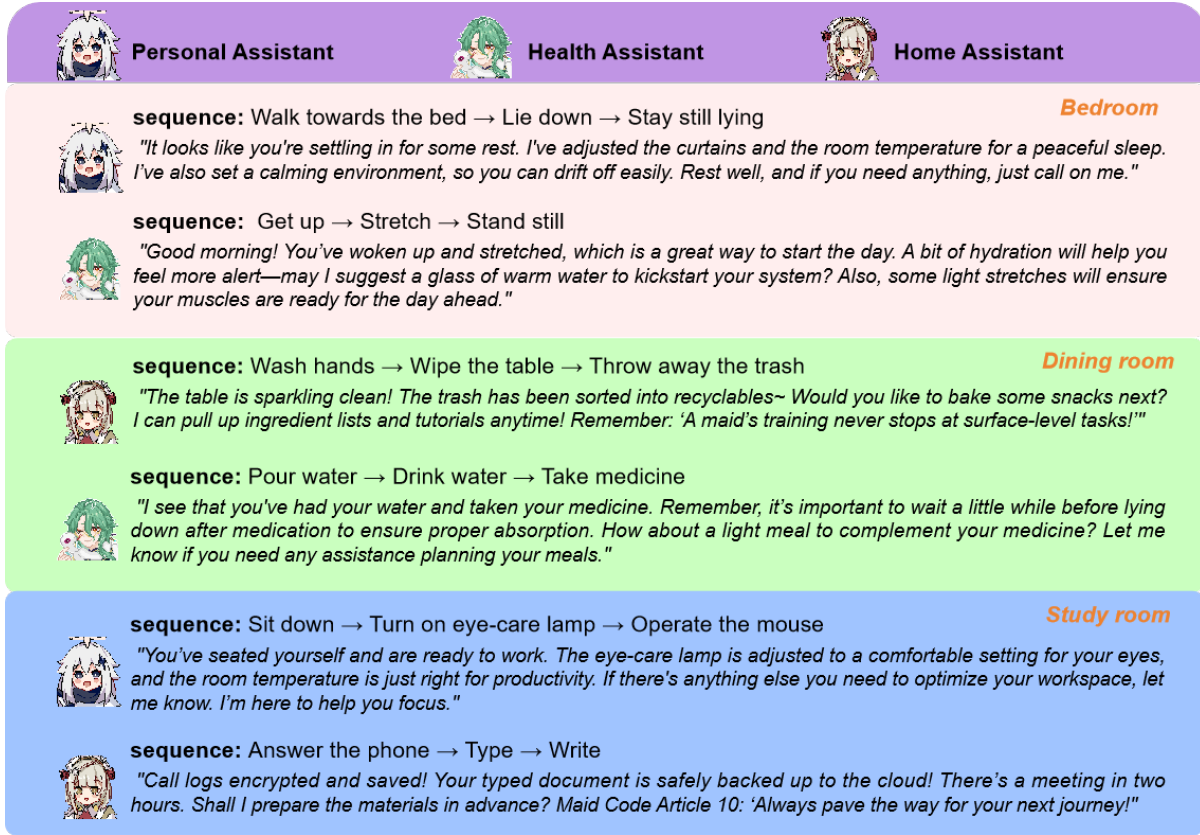 Personal Assistant
Health Assistant
Home Assistant
Bedroom
sequence: Walk towards the bed → Lie down → Stay still lying
"It looks like you're settling in for some rest. I've adjusted the curtains and the room temperature for a peaceful sleep.
I’ve also set a calming environment, so you can drift off easily. Rest well, and if you need anything, just call on me."
sequence: Get up → Stretch → Stand still
"Good morning! You’ve woken up and stretched, which is a great way to start the day. A bit of hydration will help you
feel more alert—may I suggest a glass of warm water to kickstart your system? Also, some light stretches will ensure
your muscles are ready for the day ahead."
Dining room
sequence: Wash hands → Wipe the table → Throw away the trash
"The table is sparkling clean! The trash has been sorted into recyclables~ Would you like to bake some snacks next?
I can pull up ingredient lists and tutorials anytime! Remember: ‘A maid’s training never stops at surface-level tasks!’"
sequence: Pour water → Drink water → Take medicine
"I see that you've had your water and taken your medicine. Remember, it’s important to wait a little while before lying
down after medication to ensure proper absorption. How about a light meal to complement your medicine? Let me
know if you need any assistance planning your meals."
Study room
sequence: Sit down → Turn on eye-care lamp → Operate the mouse
"You’ve seated yourself and are ready to work. The eye-care lamp is adjusted to a comfortable setting for your eyes,
and the room temperature is just right for productivity. If there's anything else you need to optimize your workspace, let
me know. I’m here to help you focus."
sequence: Answer the phone → Type → Write
"Call logs encrypted and saved! Your typed document is safely backed up to the cloud! There’s a meeting in two
hours. Shall I prepare the materials in advance? Maid Code Article 10: ‘Always pave the way for your next journey!"